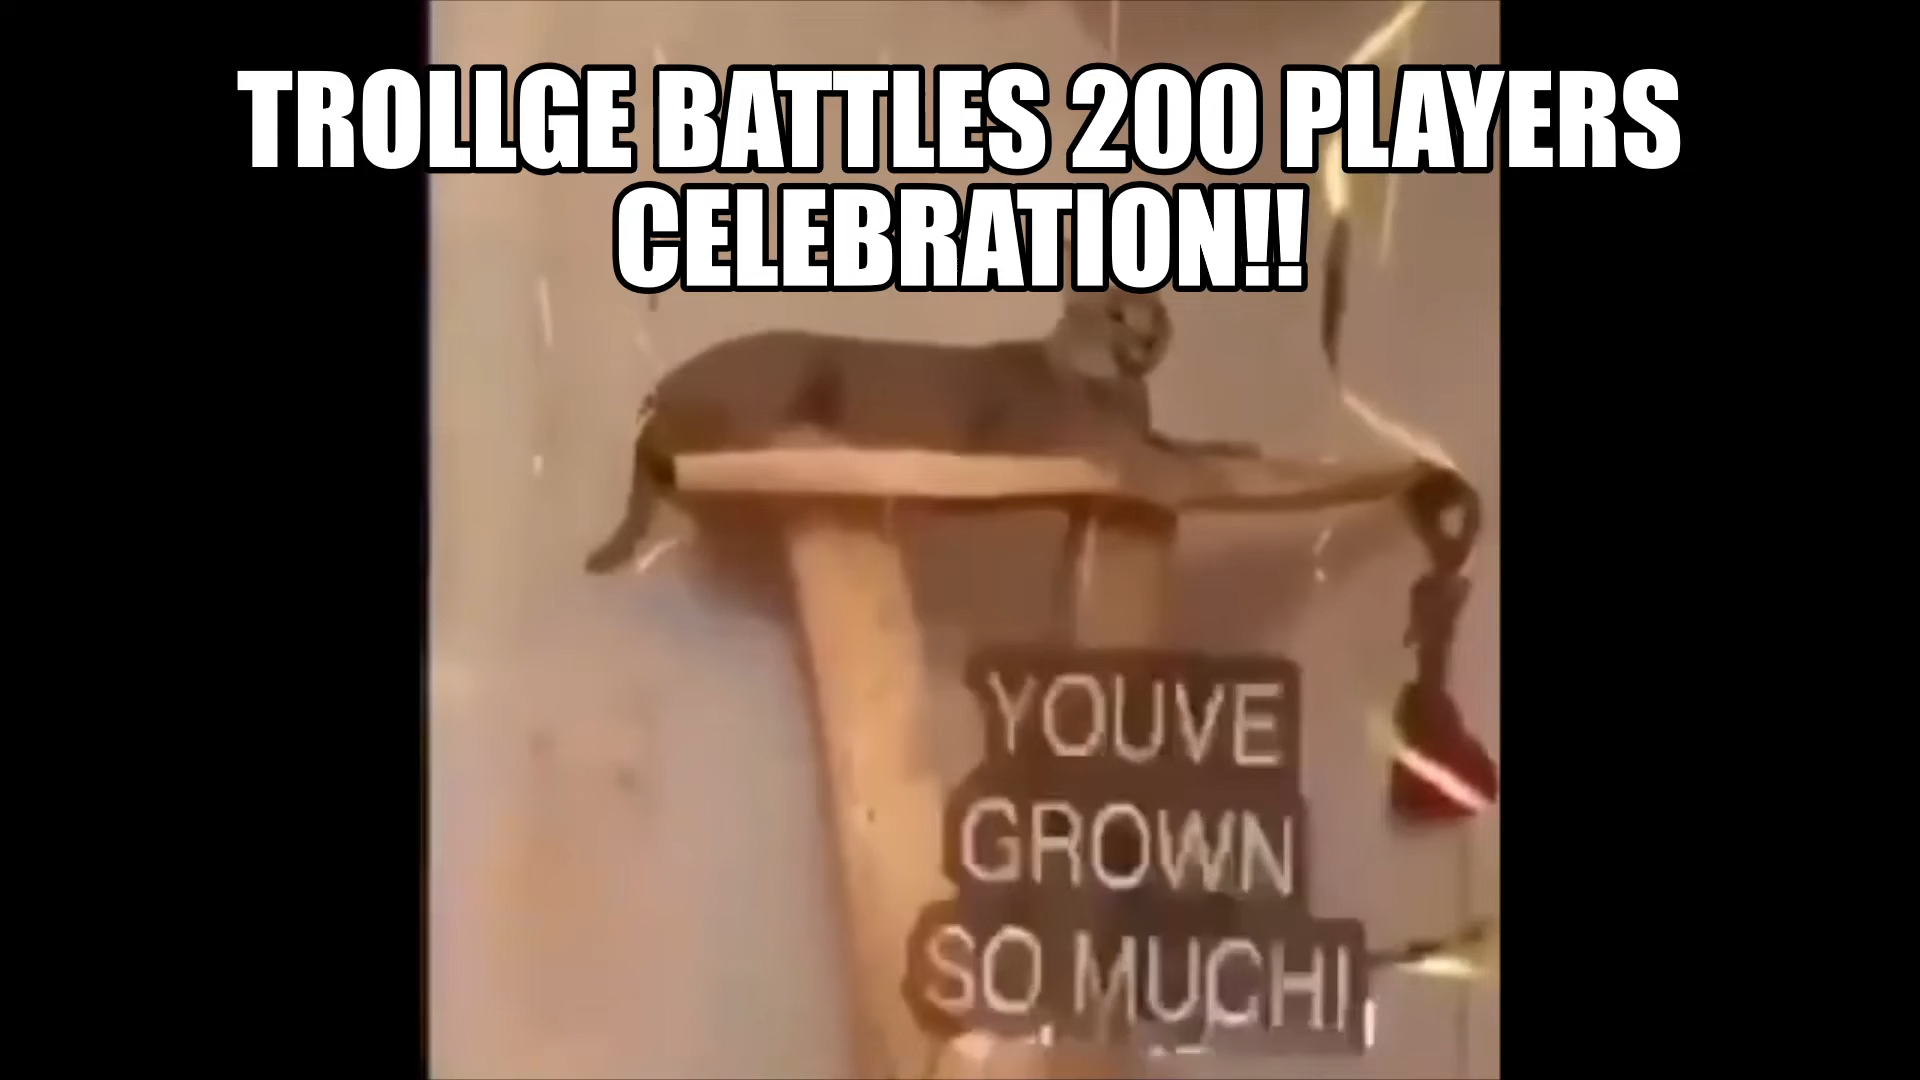 TROLLGE BATTLES 200 PLAYERS
CELEBRATION!!
YOUVE
GROWN
SO MUCH!